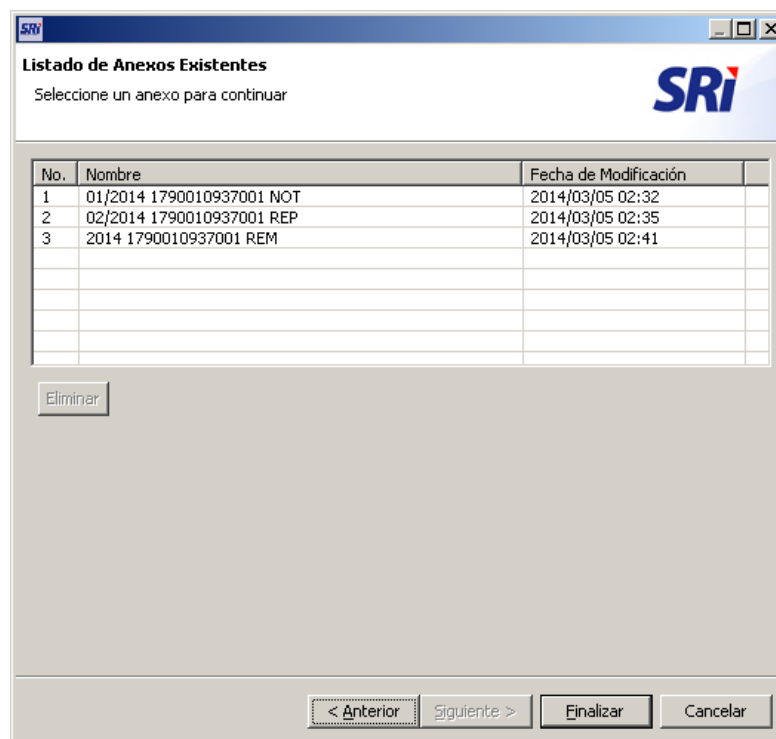 SRi
Listado de Anexos Existentes
Seleccione un anexo para continuar
SRi
No. Nombre Fecha de Modificación
1 01/2014 1790010937001 NOT 2014/03/05 02:32
2 02/2014 1790010937001 REP 2014/03/05 02:35
3 2014 1790010937001 REM 2014/03/05 02:41
Eliminar
< Anterior Siguiente > Finalizar Cancelar